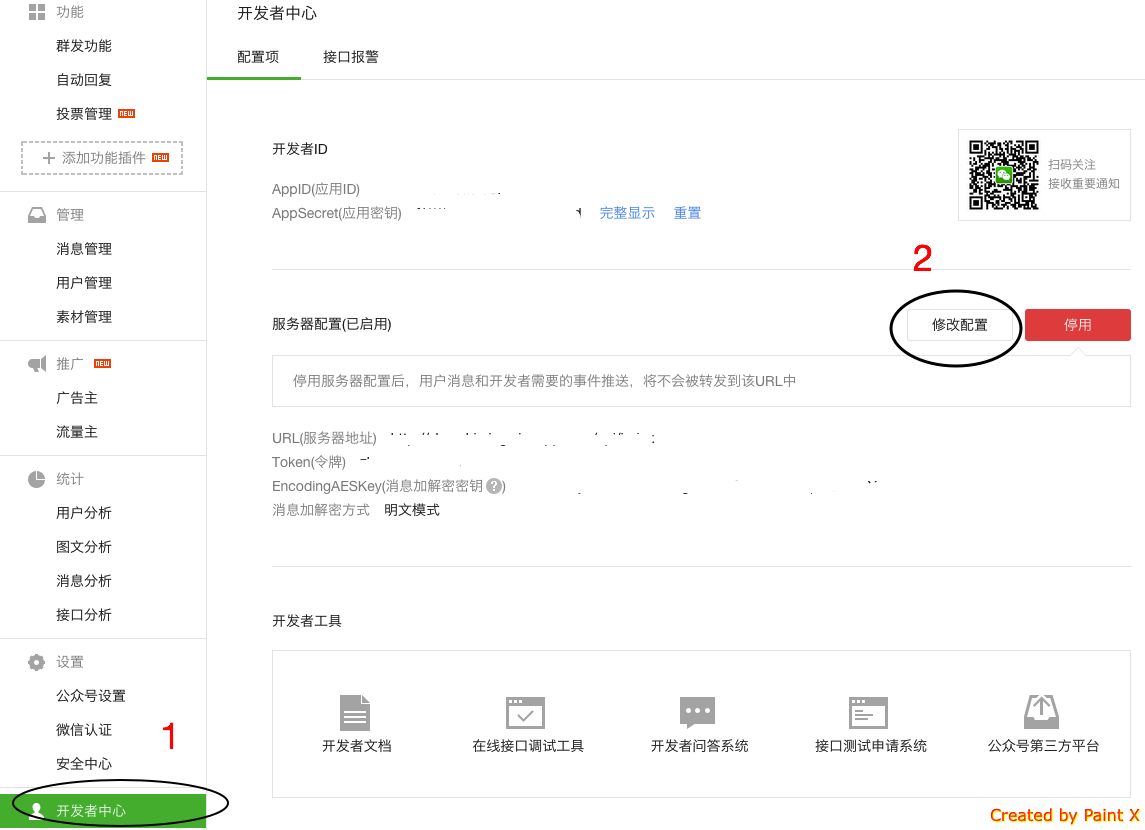 功能
群发功能
自动回复
投票管理 NEW
添加功能插件 NEW
管理
消息管理
用户管理
素材管理
推广 NEW
广告主
流量主
统计
用户分析
图文分析
消息分析
接口分析
设置
公众号设置
微信认证
1
安全中心
开发者中心
开发者中心
配置项 接口报警
开发者ID
AppID(应用ID)
AppSecret(应用密钥) 完整显示 重置
扫码关注
接收重要通知
2
服务器配置(已启用) 修改配置 停用
停用服务器配置后，用户消息和开发者需要的事件推送，将不会被转发到该URL中
URL(服务器地址)
Token(令牌)
EncodingAESKey(消息加解密密钥?)
消息加解密方式 明文模式
开发者工具
开发者文档 在线接口调试工具 开发者问答系统 接口测试申请系统 公众号第三方平台
Created by Paint X